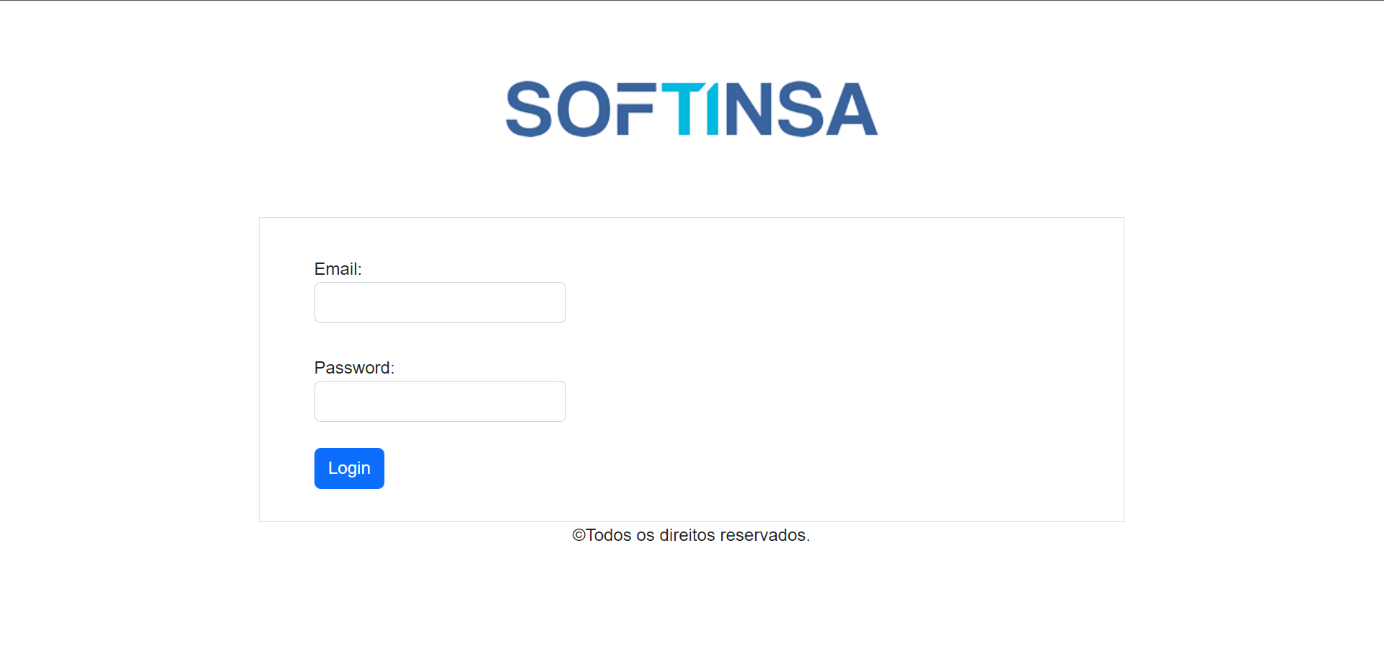 SOFTINSA
Email:
Password:
Login
©Todos os direitos reservados.